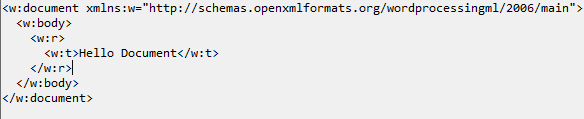 <w:document xmlns:w="http://schemas.openxmlformats.org/wordprocessingml/2006/main">
  <w:body>
    <w:r>
      <w:t>Hello Document</w:t>
    </w:r>
  </w:body>
</w:document>